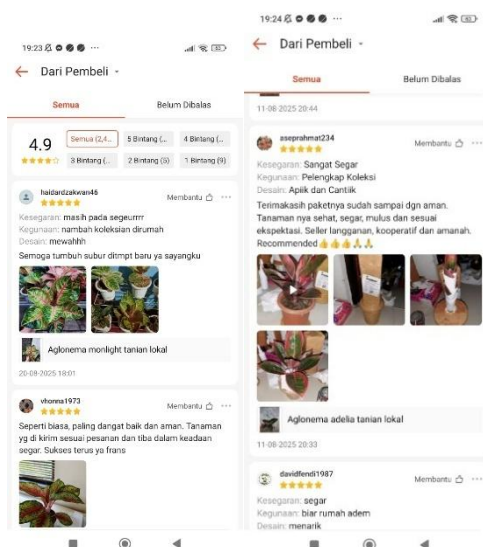 19:23
Dari Pembeli
Semua
Belum Dibalas
4.9
Semua (2,4...
5 Bintang (...
4 Bintang (...
3 Bintang (...
2 Bintang (5)
1 Bintang (9)
haidardzakwan46
Membantu
Kesegaran: masih pada segeurrrr
Kegunaan: nambah koleksian dirumah
Desain: mewahhh
Semoga tumbuh subur ditmpt baru ya sayangku
Aglonema monlight tanian lokal
20-08-2025 18:01
vhonna1973
Membantu
Seperti biasa, paling dangat baik dan aman. Tanaman
yg di kirim sesuai pesanan dan tiba dalam keadaan
segar. Sukses terus ya frans
19:24
Dari Pembeli
Semua
Belum Dibalas
11-08-2025 20:44
aseprahmat234
Membantu
Kesegaran: Sangat Segar
Kegunaan: Pelengkap Koleksi
Desain: Apiik dan Cantiik
Terimakasih paketnya sudah sampai dgn aman.
Tanaman nya sehat, segar, mulus dan sesuai
ekspektasi. Seller langganan, kooperatif dan amanah.
Recommended👍👍👍🙏🙏
Aglonema adelia tanian lokal
11-08-2025 20:33
davidfendi1987
Membantu
Kesegaran: segar
Kegunaan: biar rumah adem
Desain: menarik